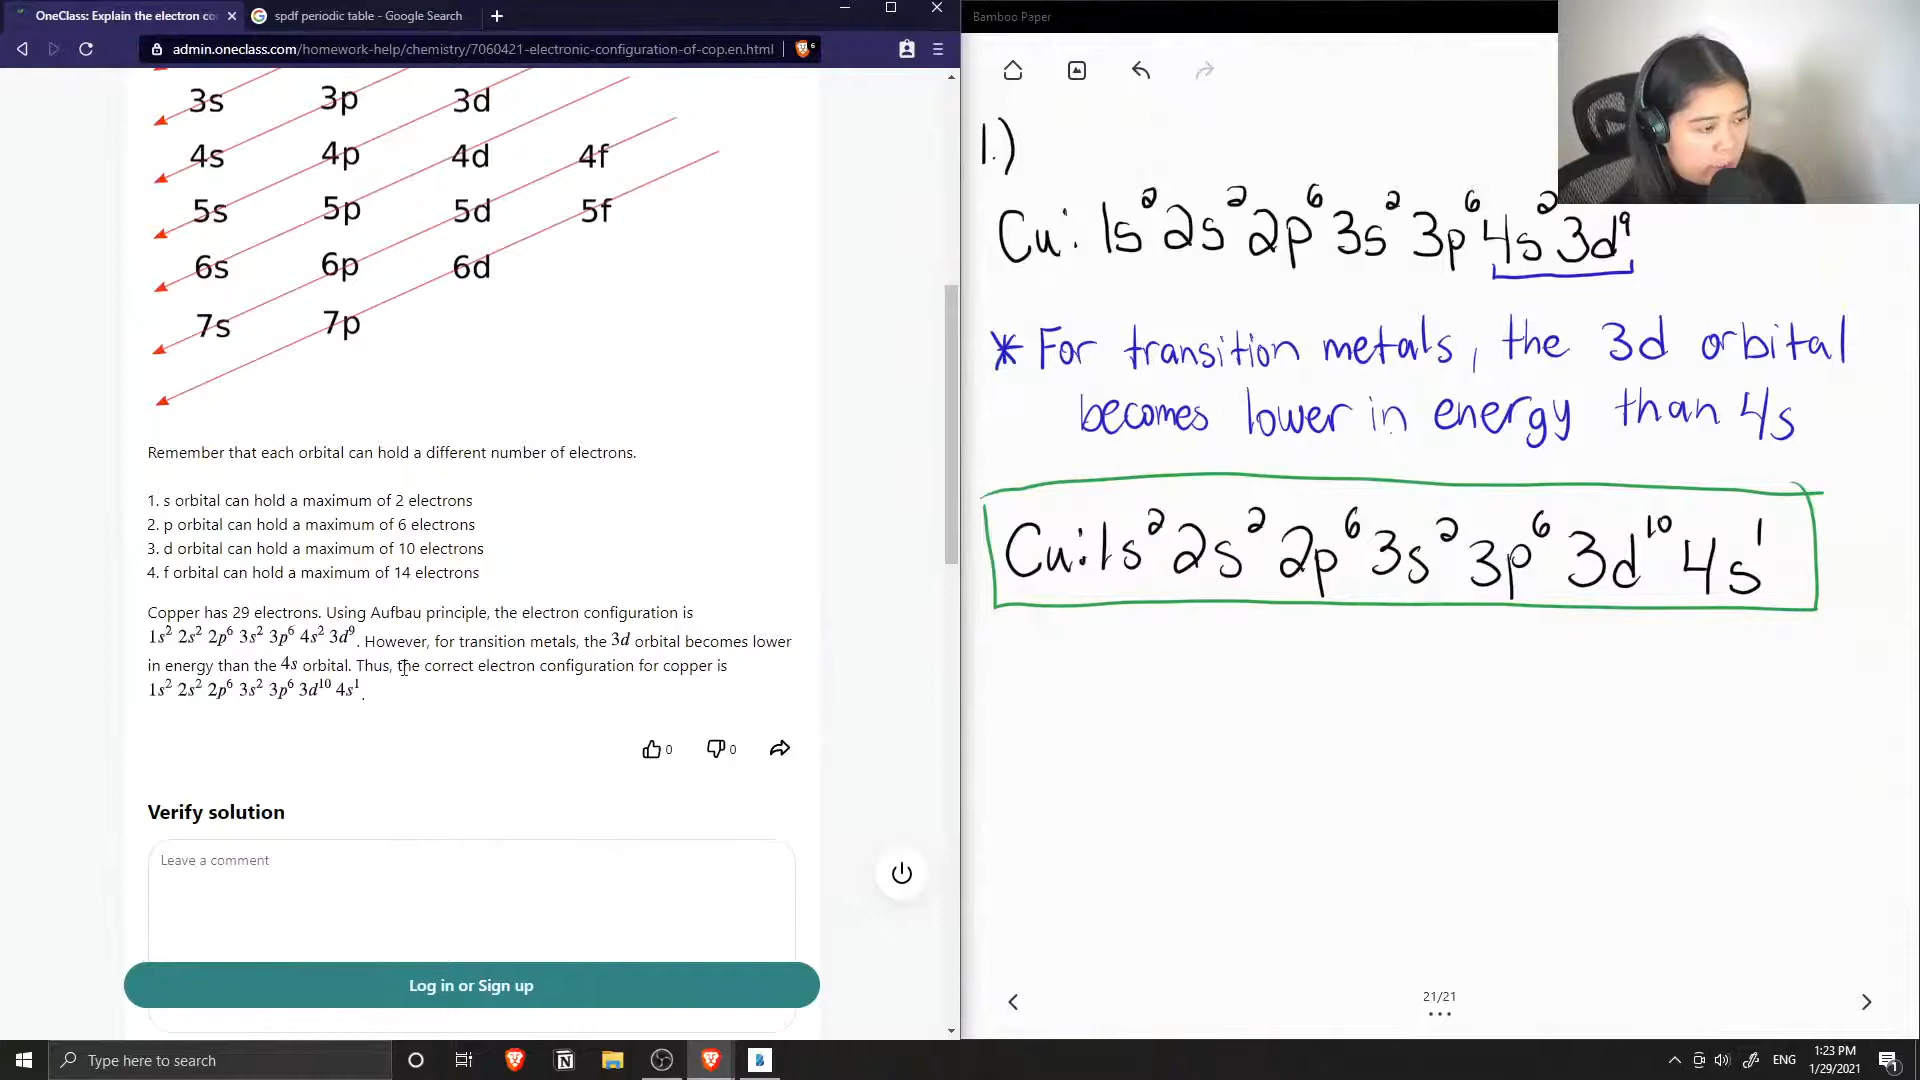 OneClass: Explain the electron co
spdf periodic table - Google Search
admin.oneclass.com/homework-help/chemistry/7060421-electronic-configuration-of-cop.en.html
6
3s 3p 3d
4s 4p 4d 4f
5s 5p 5d 5f
6s 6p 6d
7s 7p
Remember that each orbital can hold a different number of electrons.
1. s orbital can hold a maximum of 2 electrons
2. p orbital can hold a maximum of 6 electrons
3. d orbital can hold a maximum of 10 electrons
4. f orbital can hold a maximum of 14 electrons
Copper has 29 electrons. Using Aufbau principle, the electron configuration is
1s² 2s² 2p⁶ 3s² 3p⁶ 4s² 3d⁹. However, for transition metals, the 3d orbital becomes lower
in energy than the 4s orbital. Thus, the correct electron configuration for copper is
1s² 2s² 2p⁶ 3s² 3p⁶ 3d¹⁰ 4s¹.
0 0
Verify solution
Leave a comment
Log in or Sign up
Bamboo Paper
1.)
Cu: 1s² 2s² 2p⁶ 3s² 3p⁶ 4s² 3d⁹
* For transition metals, the 3d orbital
becomes lower in energy than 4s
Cu: 1s² 2s² 2p⁶ 3s² 3p⁶ 3d¹⁰ 4s¹
21/21
Type here to search
ENG
1:23 PM
1/29/2021
1